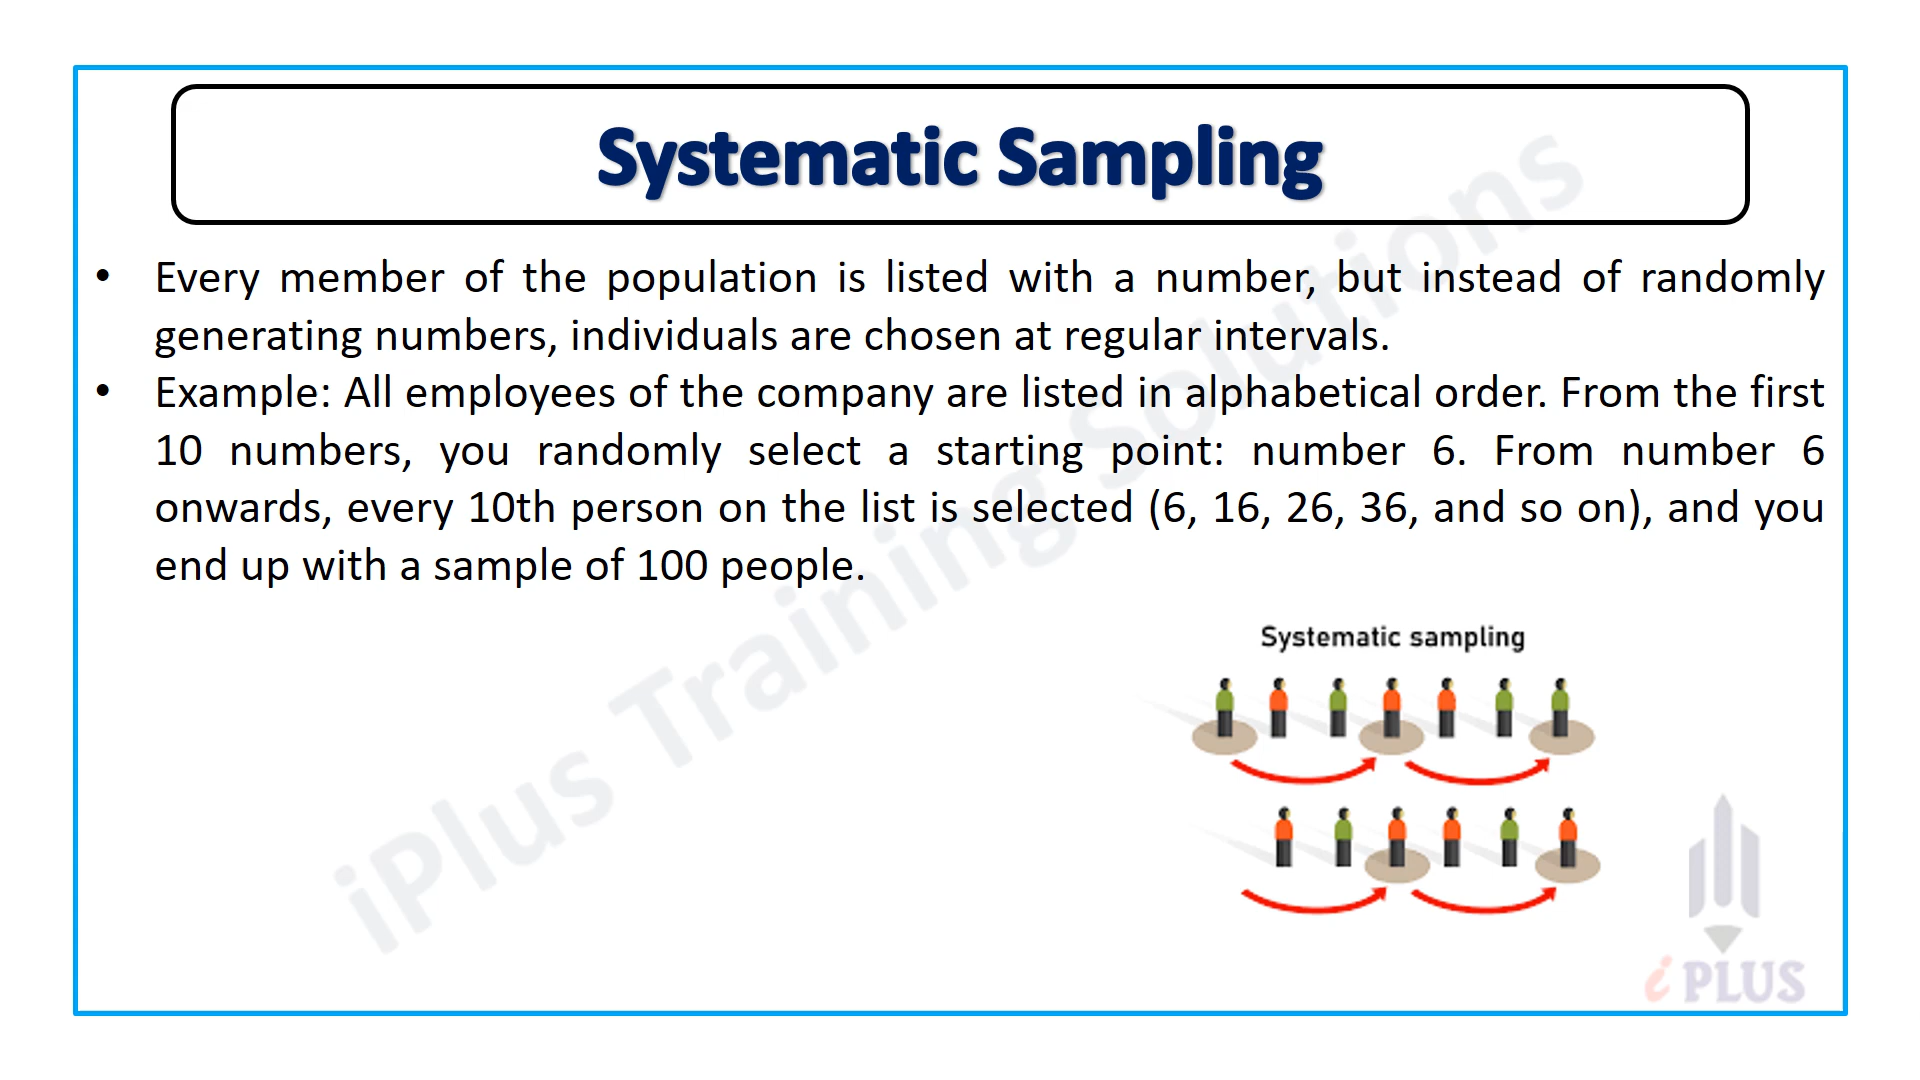 Systematic Sampling
• Every member of the population is listed with a number, but instead of randomly
generating numbers, individuals are chosen at regular intervals.
• Example: All employees of the company are listed in alphabetical order. From the first
10 numbers, you randomly select a starting point: number 6. From number 6
onwards, every 10th person on the list is selected (6, 16, 26, 36, and so on), and you
end up with a sample of 100 people.
Systematic sampling
iPlus Training Solutions
i PLUS